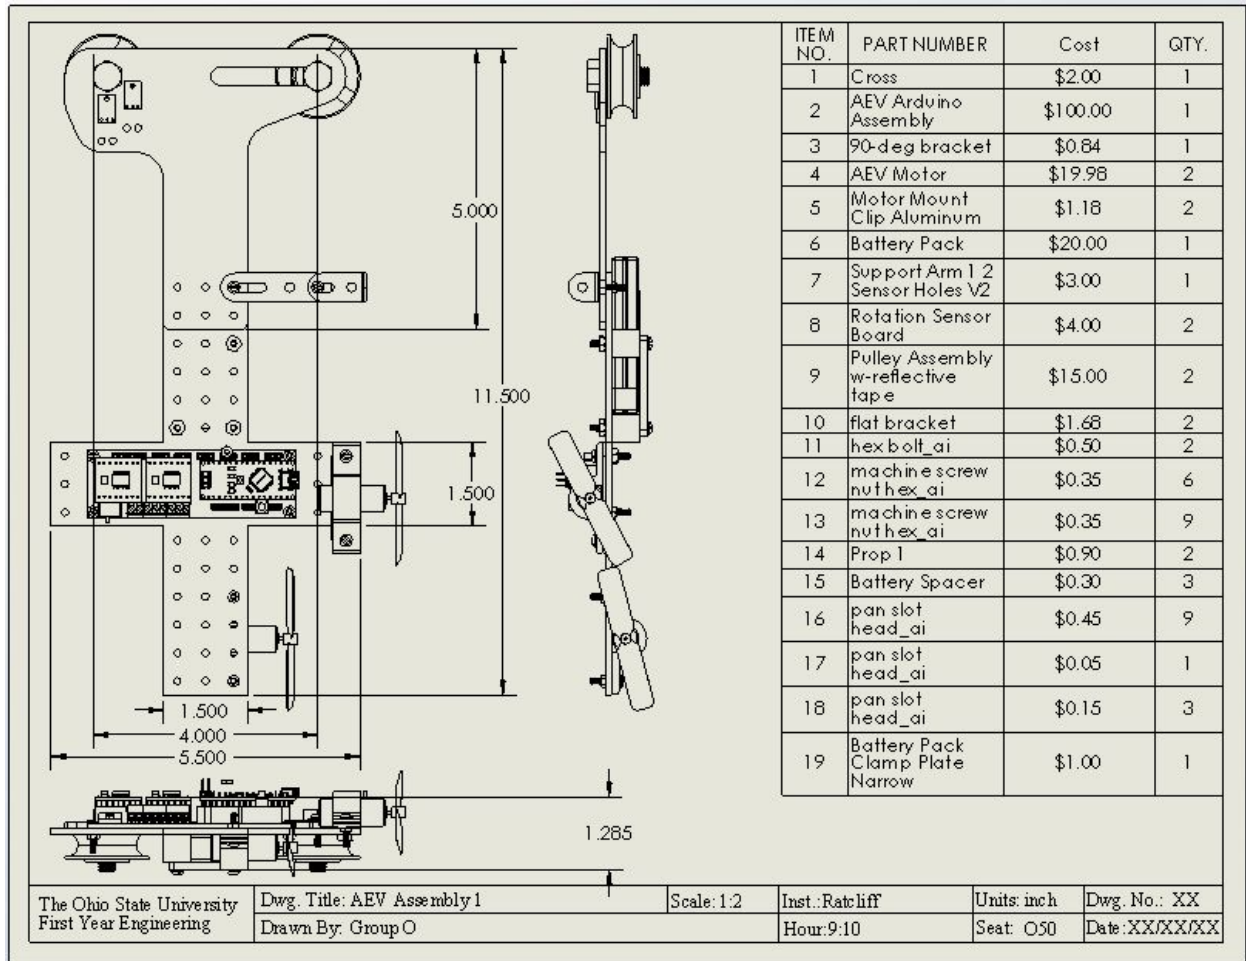 ITEM NO. PART NUMBER Cost QTY.
1 Cross $2.00 1
2 AEV Arduino Assembly $100.00 1
3 90-deg bracket $0.84 1
4 AEV Motor $19.98 2
5 Motor Mount Clip Aluminum $1.18 2
6 Battery Pack $20.00 1
7 Support Arm 1 2 Sensor Holes V2 $3.00 1
8 Rotation Sensor Board $4.00 2
9 Pulley Assembly w-reflective tape $15.00 2
10 flat bracket $1.68 2
11 hex bolt_ai $0.50 2
12 machine screw nut hex_ai $0.35 6
13 machine screw nut hex_ai $0.35 9
14 Prop 1 $0.90 2
15 Battery Spacer $0.30 3
16 pan slot head_ai $0.45 9
17 pan slot head_ai $0.05 1
18 pan slot head_ai $0.15 3
19 Battery Pack Clamp Plate Narrow $1.00 1
5.000
11.500
1.500
1.500
4.000
5.500
1.285
The Ohio State University
First Year Engineering
Dwg. Title: AEV Assembly 1
Scale: 1:2
Inst.:Ratcliff
Units: inch
Dwg. No.: XX
Drawn By: Group O
Hour:9:10
Seat: O50
Date:XX/XX/XX